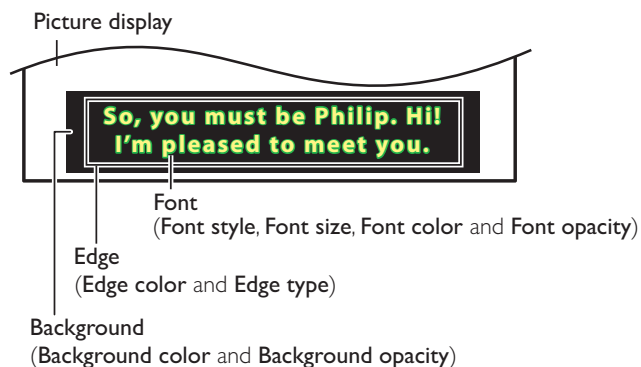 Picture display
So, you must be Philip. Hi!
I'm pleased to meet you.
Font
(Font style, Font size, Font color and Font opacity)
Edge
(Edge color and Edge type)
Background
(Background color and Background opacity)